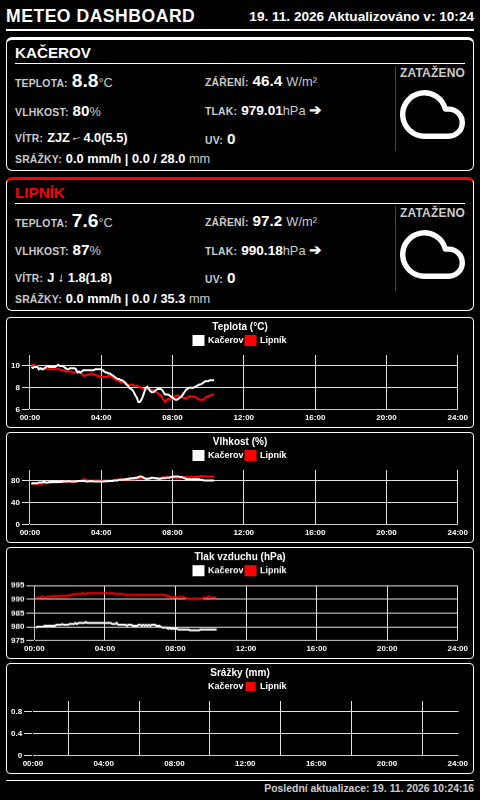 METEO DASHBOARD 19. 11. 2026 Aktualizováno v: 10:24
KAČEROV
TEPLOTA: 8.8°C ZÁŘENÍ: 46.4 W/m²
ZATAŽENO
VLHKOST: 80% TLAK: 979.01hPa ➔
VÍTR: ZJZ ← 4.0(5.5) UV: 0
SRÁŽKY: 0.0 mm/h | 0.0 / 28.0 mm
LIPNÍK
TEPLOTA: 7.6°C ZÁŘENÍ: 97.2 W/m²
ZATAŽENO
VLHKOST: 87% TLAK: 990.18hPa ➔
VÍTR: J ↓ 1.8(1.8) UV: 0
SRÁŽKY: 0.0 mm/h | 0.0 / 35.3 mm
Teplota (°C)
Kačerov Lipník
10
8
6
00:00 04:00 08:00 12:00 16:00 20:00 24:00
Vlhkost (%)
Kačerov Lipník
80
40
0
00:00 04:00 08:00 12:00 16:00 20:00 24:00
Tlak vzduchu (hPa)
Kačerov Lipník
995
990
985
980
975
00:00 04:00 08:00 12:00 16:00 20:00 24:00
Srážky (mm)
Kačerov Lipník
0.8
0.4
0
00:00 04:00 08:00 12:00 16:00 20:00 24:00
Poslední aktualizace: 19. 11. 2026 10:24:16